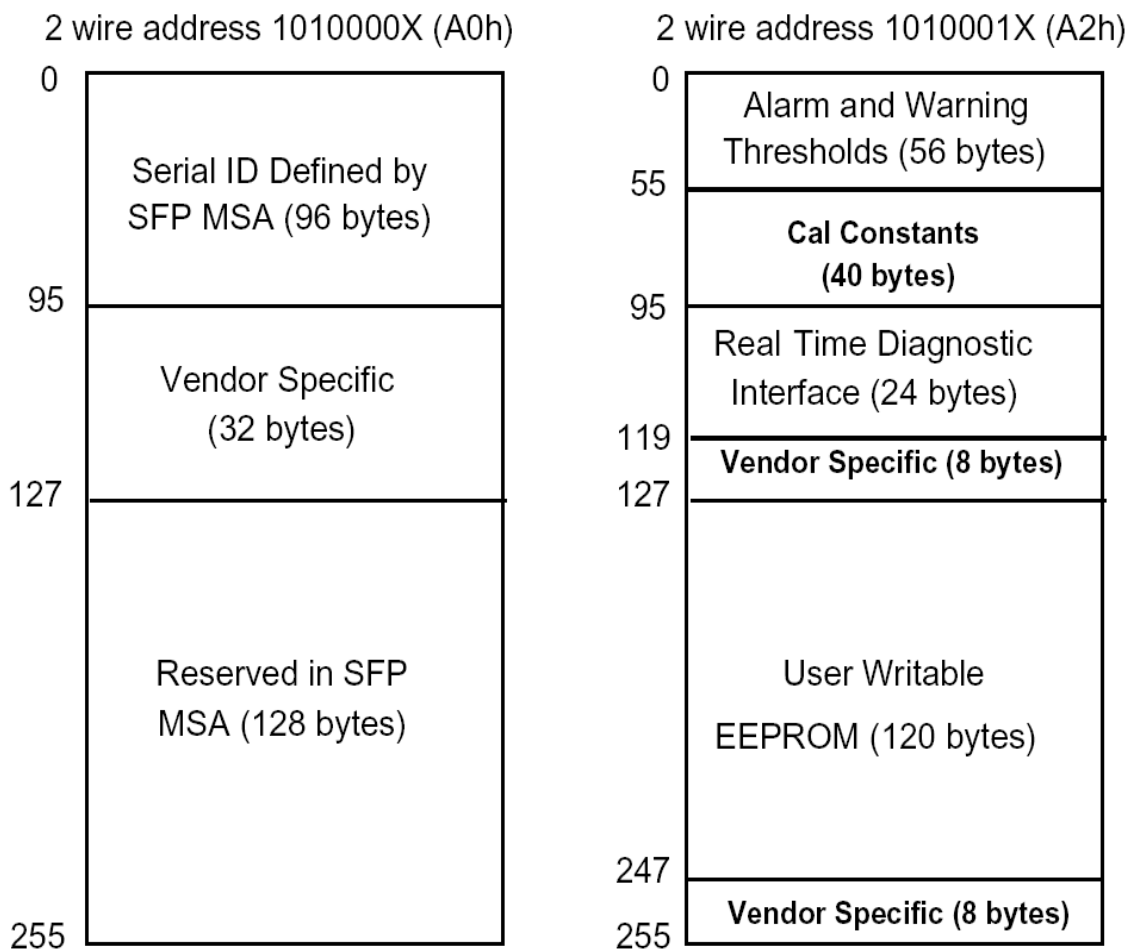 2 wire address 1010000X (A0h)
0
Serial ID Defined by
SFP MSA (96 bytes)
95
Vendor Specific
(32 bytes)
127
Reserved in SFP
MSA (128 bytes)
255
2 wire address 1010001X (A2h)
0
Alarm and Warning
Thresholds (56 bytes)
55
Cal Constants
(40 bytes)
95
Real Time Diagnostic
Interface (24 bytes)
119
Vendor Specific (8 bytes)
127
User Writable
EEPROM (120 bytes)
247
Vendor Specific (8 bytes)
255